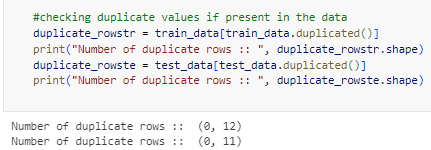 #checking duplicate values if present in the data
duplicate_rowstr = train_data[train_data.duplicated()]
print("Number of duplicate rows :: ", duplicate_rowstr.shape)
duplicate_rowste = test_data[test_data.duplicated()]
print("Number of duplicate rows :: ", duplicate_rowste.shape)
Number of duplicate rows ::  (0, 12)
Number of duplicate rows ::  (0, 11)